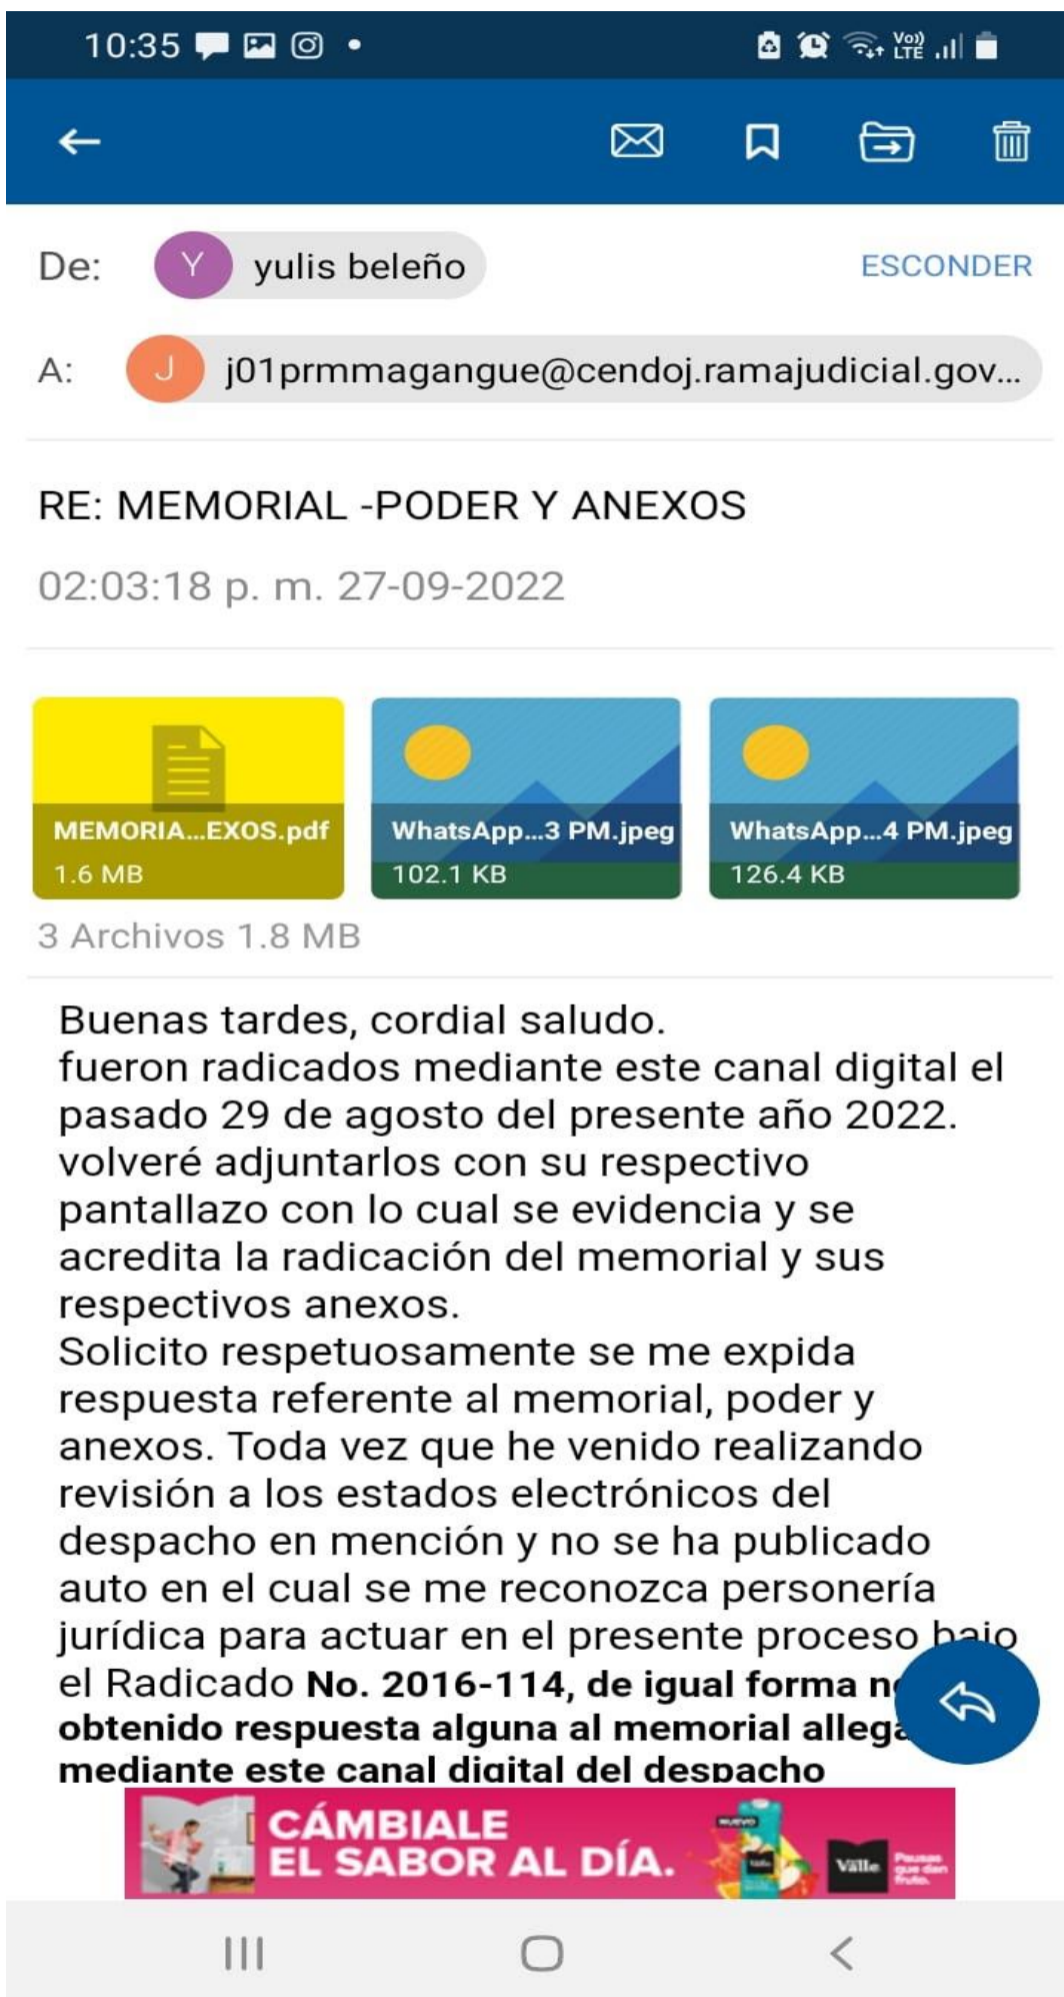 10:35
Vo)) LTE
De: Y yulis beleño ESCONDER
A: J j01prmmagangue@cendoj.ramajudicial.gov...
RE: MEMORIAL -PODER Y ANEXOS
02:03:18 p. m. 27-09-2022
MEMORIA...EXOS.pdf WhatsApp...3 PM.jpeg WhatsApp...4 PM.jpeg
1.6 MB 102.1 KB 126.4 KB
3 Archivos 1.8 MB
Buenas tardes, cordial saludo.
fueron radicados mediante este canal digital el
pasado 29 de agosto del presente año 2022.
volveré adjuntarlos con su respectivo
pantallazo con lo cual se evidencia y se
acredita la radicación del memorial y sus
respectivos anexos.
Solicito respetuosamente se me expida
respuesta referente al memorial, poder y
anexos. Toda vez que he venido realizando
revisión a los estados electrónicos del
despacho en mención y no se ha publicado
auto en el cual se me reconozca personería
jurídica para actuar en el presente proceso bajo
el Radicado No. 2016-114, de igual forma
obtenido respuesta alguna al memorial
mediante este canal digital del despacho
CÁMBIALE
EL SABOR AL DÍA.
NUEVO
Valle
Pausas
que dan
fruto.